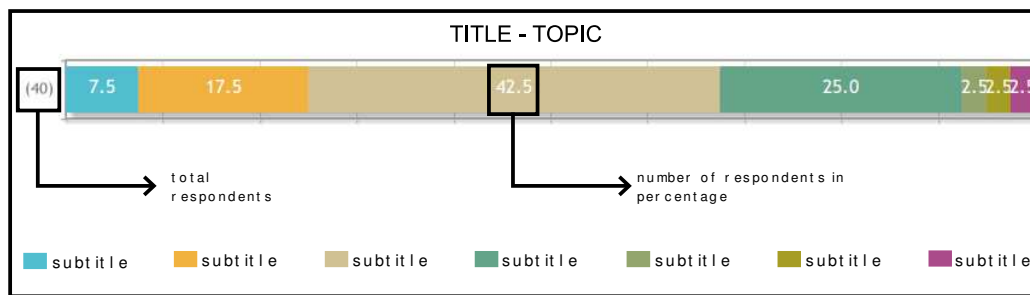 TITLE - TOPIC
(40) 7.5 17.5 42.5 25.0 2.5 2.5 2.5
total
respondents
number of respondents in
percentage
subtitle subtitle subtitle subtitle subtitle subtitle subtitle